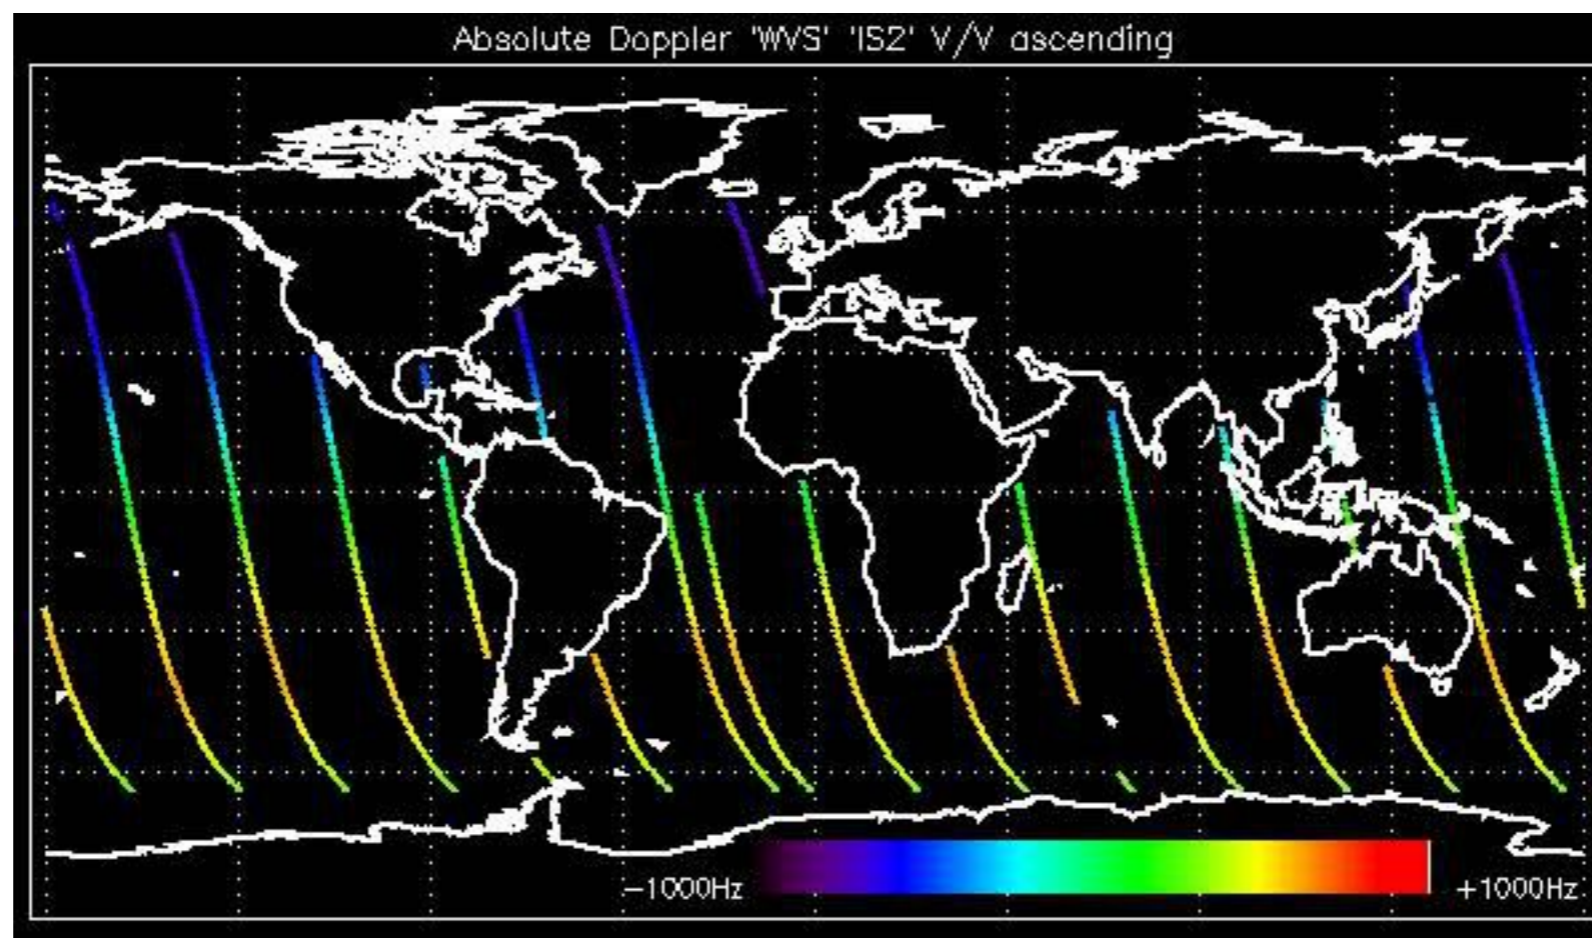 Absolute Doppler 'WVS' 'IS2' V/V ascending
-1000Hz +1000Hz